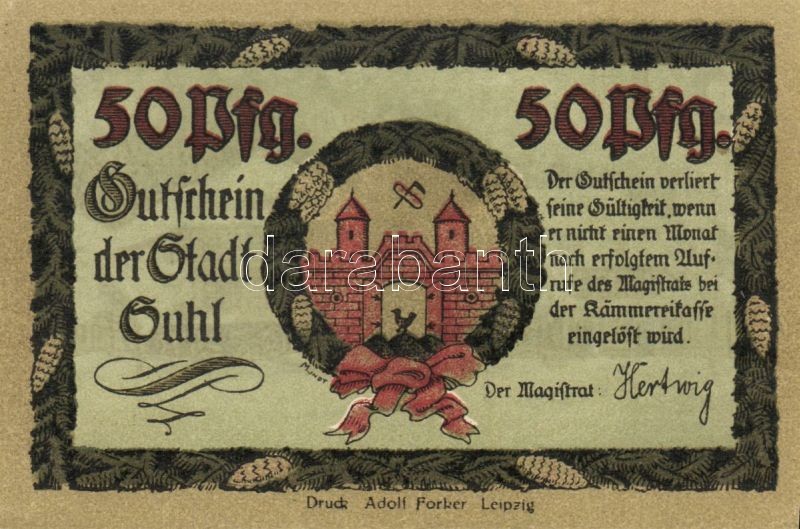 50 Pfg.
50 Pfg.
Gutschein
der Stadt
Suhl
Der Gutschein verliert
seine Gültigkeit, wenn
er nicht einen Monat
nach erfolgtem Auf-
rufe des Magistrats bei
der Kämmereikasse
eingelöst wird.
Der Magistrat: Hertwig
darabanth
Druck Adolf Forker Leipzig